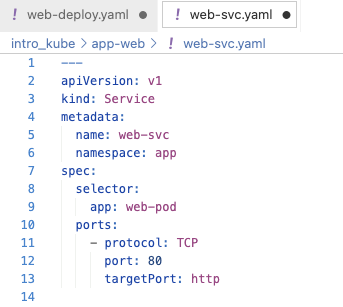 ! web-deploy.yaml ● ! web-svc.yaml ●
intro_kube > app-web > ! web-svc.yaml
1 ---
2 apiVersion: v1
3 kind: Service
4 metadata:
5   name: web-svc
6   namespace: app
7 spec:
8   selector:
9     app: web-pod
10   ports:
11     - protocol: TCP
12       port: 80
13       targetPort: http
14